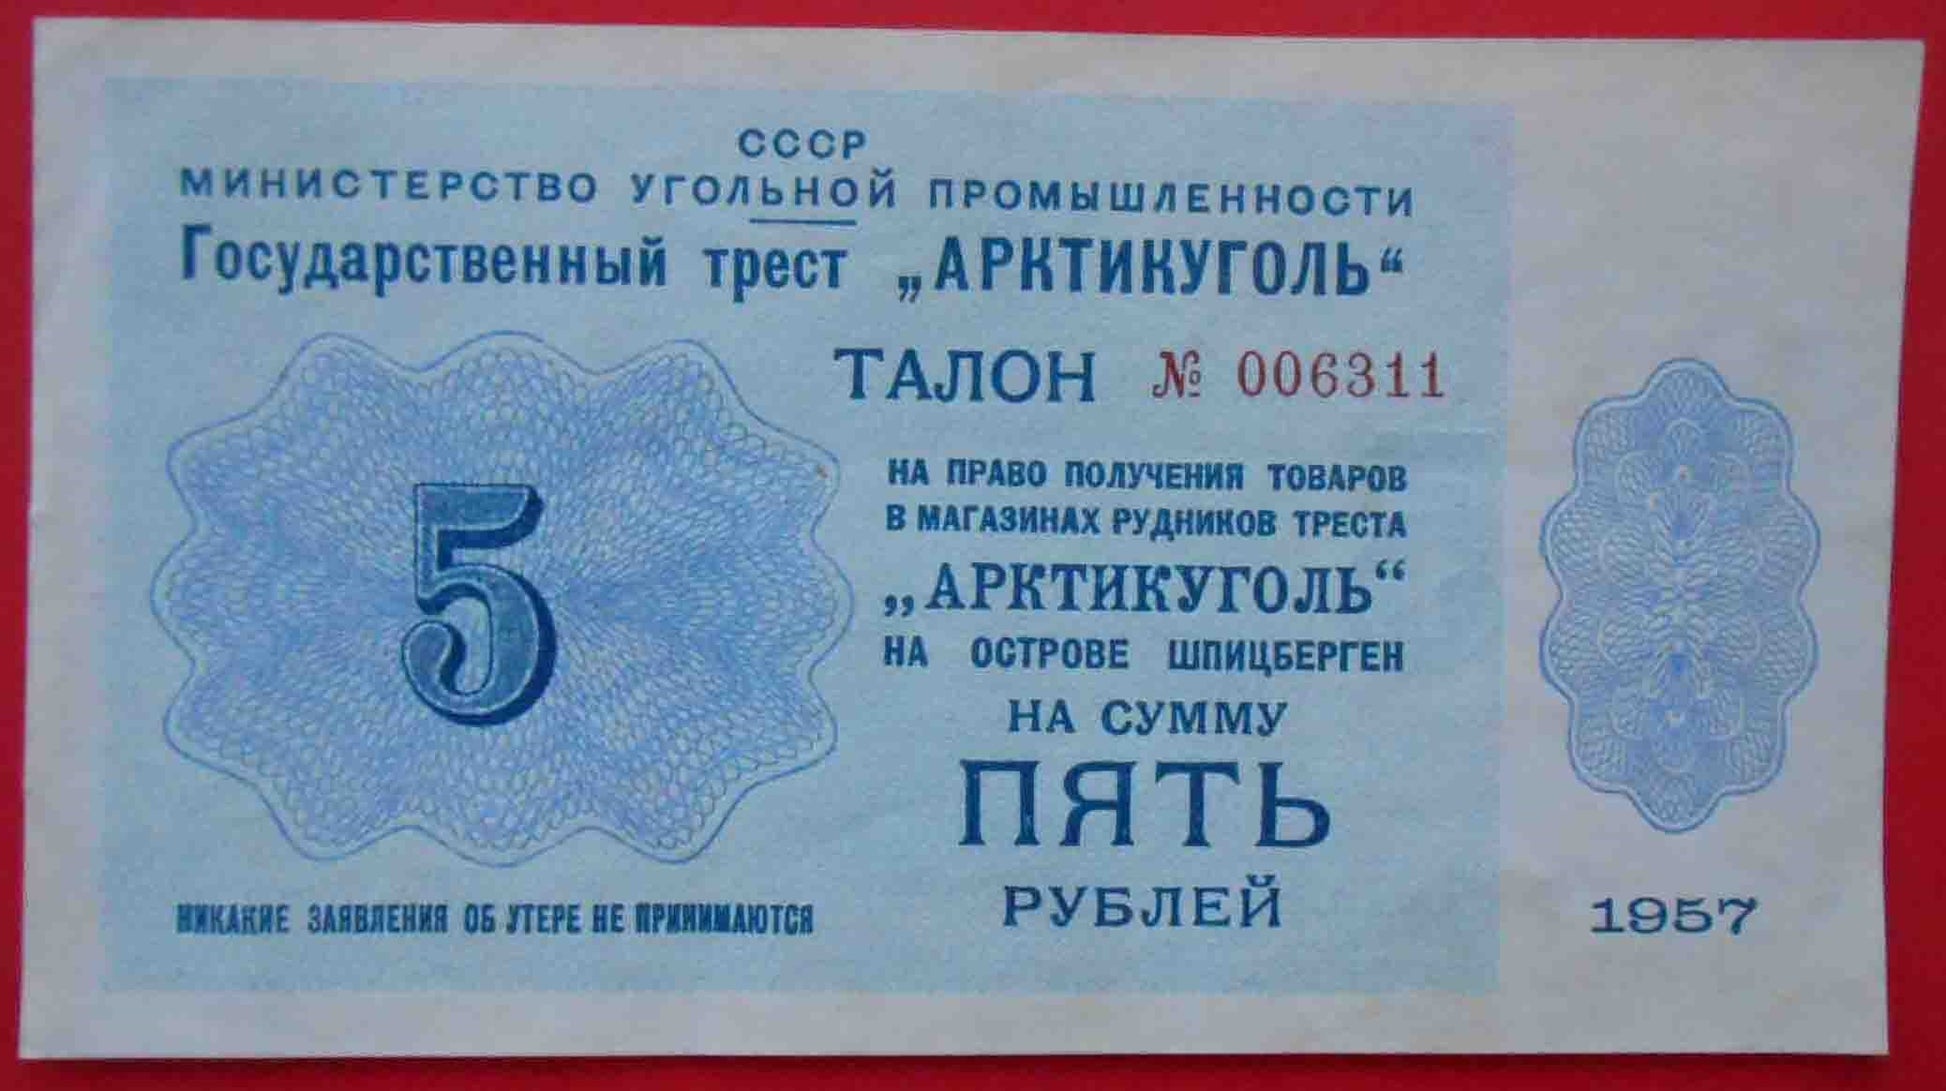 СССР
МИНИСТЕРСТВО УГОЛЬНОЙ ПРОМЫШЛЕННОСТИ
Государственный трест „АРКТИКУГОЛЬ“
ТАЛОН № 006311
НА ПРАВО ПОЛУЧЕНИЯ ТОВАРОВ
В МАГАЗИНАХ РУДНИКОВ ТРЕСТА
„АРКТИКУГОЛЬ“
НА ОСТРОВЕ ШПИЦБЕРГЕН
НА СУММУ
ПЯТЬ
РУБЛЕЙ
5
НИКАКИЕ ЗАЯВЛЕНИЯ ОБ УТЕРЕ НЕ ПРИНИМАЮТСЯ
1957